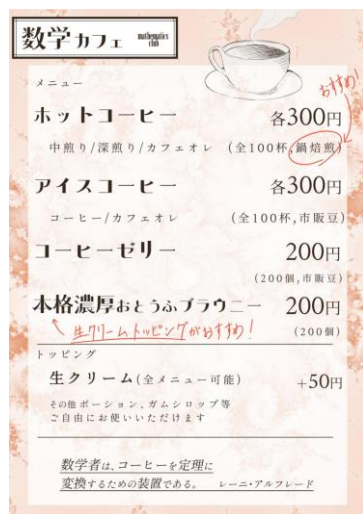 数学カフェ mathematics club
メニュー
おすすめ!
ホットコーヒー 各300円
中煎り/深煎り/カフェオレ (全100杯,鍋焙煎)
アイスコーヒー 各300円
コーヒー/カフェオレ (全100杯,市販豆)
コーヒーゼリー 200円
(200個,市販豆)
本格濃厚おとうふブラウニー 200円
生クリームトッピングがおすすめ! (200個)
トッピング
生クリーム(全メニュー可能) +50円
その他ポーション,ガムシロップ等
ご自由にお使いいただけます
数学者は、コーヒーを定理に
変換するための装置である。 レーニ・アルフレード